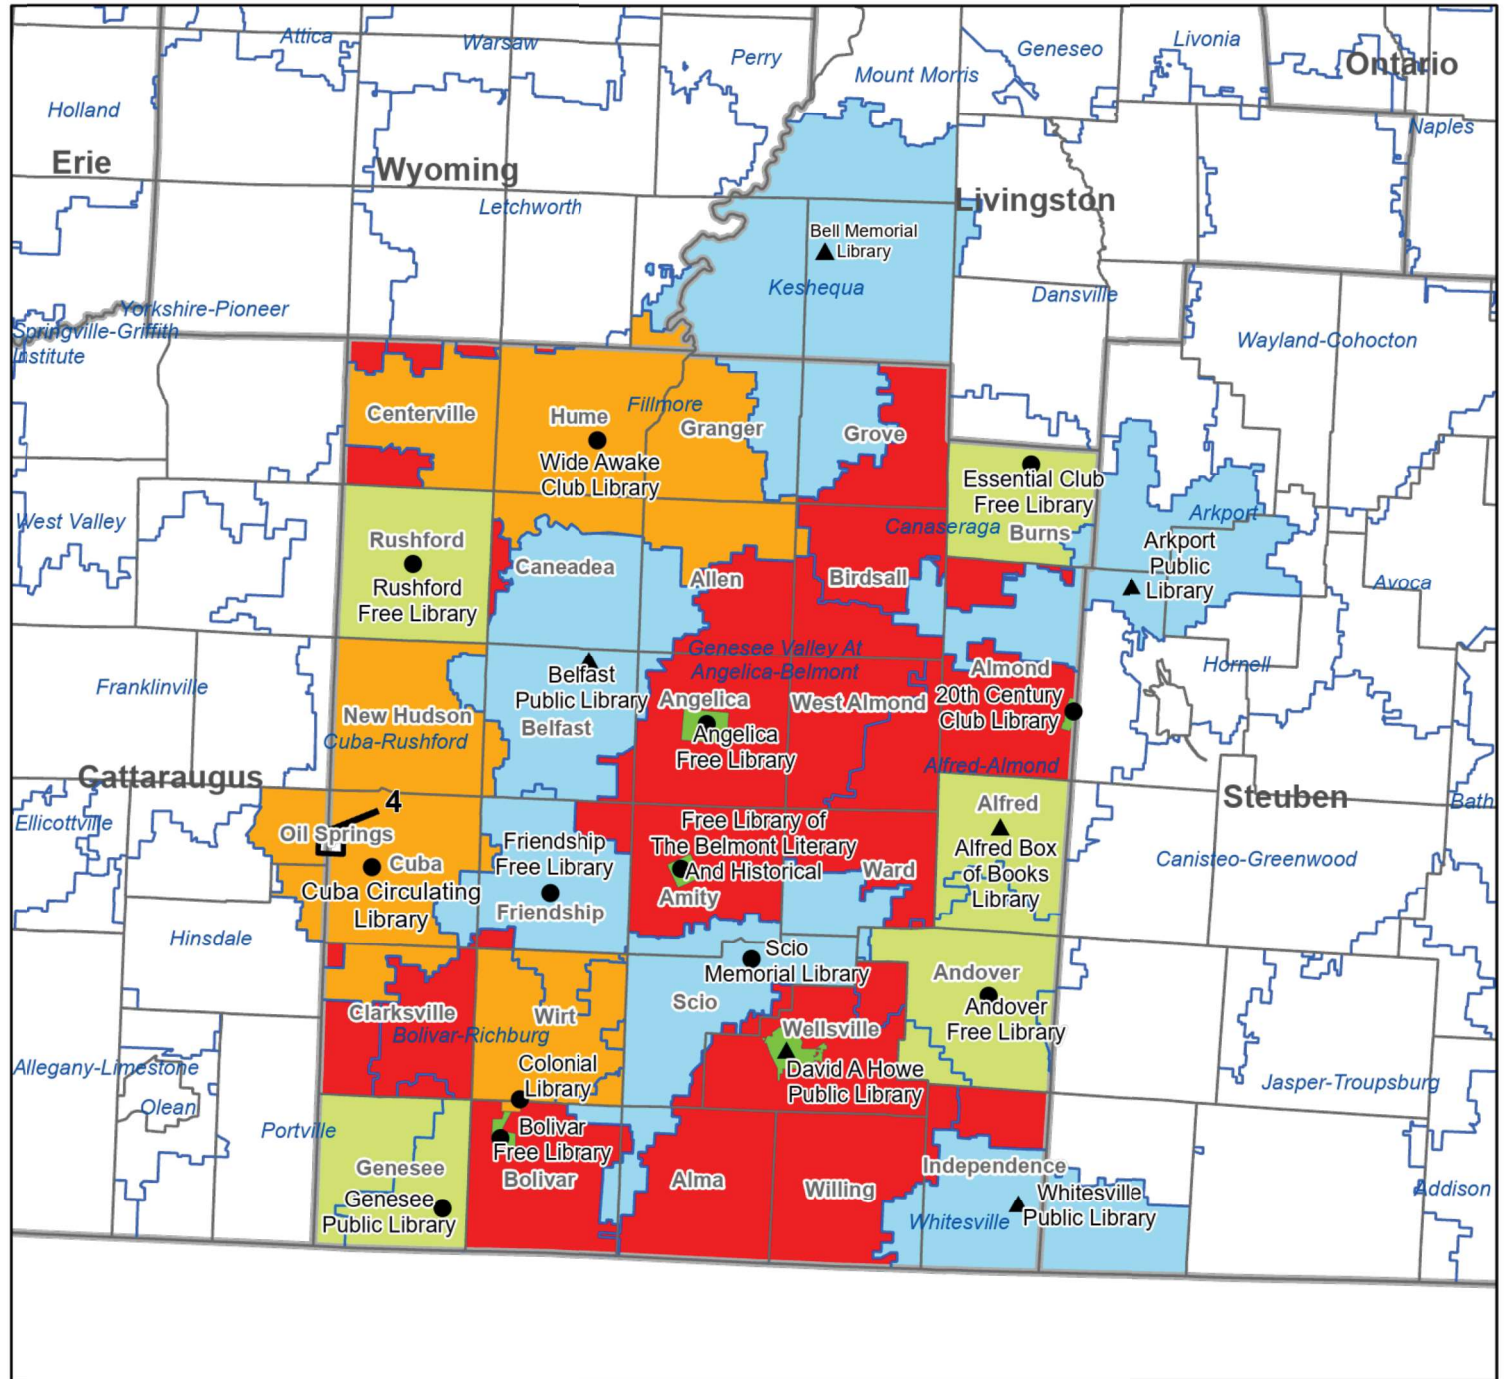 Attica
Warsaw
Perry
Mount Morris
Geneseo
Livonia
Ontario
Holland
Naples
Erie
Wyoming
Letchworth
Livingston
Bell Memorial
Library
Keshequa
Dansville
Yorkshire-Pioneer
Springville-Griffith
Institute
Wayland-Cohocton
Centerville
Hume
Fillmore
Granger
Grove
Wide Awake
Club Library
Essential Club
Free Library
Canaseraga
Burns
West Valley
Arkport
Arkport
Public
Library
Rushford
Rushford
Free Library
Caneadea
Allen
Birdsall
Avoca
Genesee Valley At
Angelica-Belmont
Hornell
Franklinville
Belfast
Public Library
Belfast
Angelica
Angelica
Free Library
West Almond
Almond
20th Century
Club Library
New Hudson
Cuba-Rushford
Alfred-Almond
Cattaraugus
Steuben
Bath
Ellicottville
4
Oil Springs
Cuba
Cuba Circulating
Library
Friendship
Free Library
Friendship
Free Library of
The Belmont Literary
And Historical
Amity
Ward
Alfred
Alfred Box
of Books
Library
Canisteo-Greenwood
Hinsdale
Scio
Memorial Library
Scio
Andover
Andover
Free Library
Clarksville
Bolivar-Richburg
Wirt
Wellsville
David A Howe
Public Library
Colonial
Library
Allegany-Limestone
Olean
Portville
Jasper-Troupsburg
Bolivar
Free Library
Bolivar
Genesee
Genesee
Public Library
Alma
Willing
Independence
Whitesville
Whitesville
Public Library
Addison